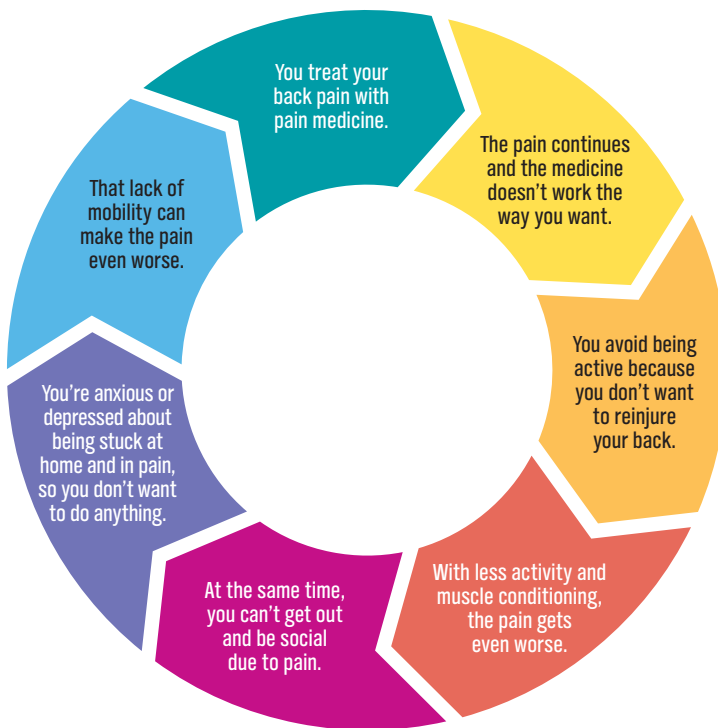 You treat your
back pain with
pain medicine.
The pain continues
and the medicine
doesn’t work the
way you want.
You avoid being
active because
you don’t want
to reinjure
your back.
With less activity and
muscle conditioning,
the pain gets
even worse.
At the same time,
you can’t get out
and be social
due to pain.
You’re anxious or
depressed about
being stuck at
home and in pain,
so you don’t want
to do anything.
That lack of
mobility can
make the pain
even worse.